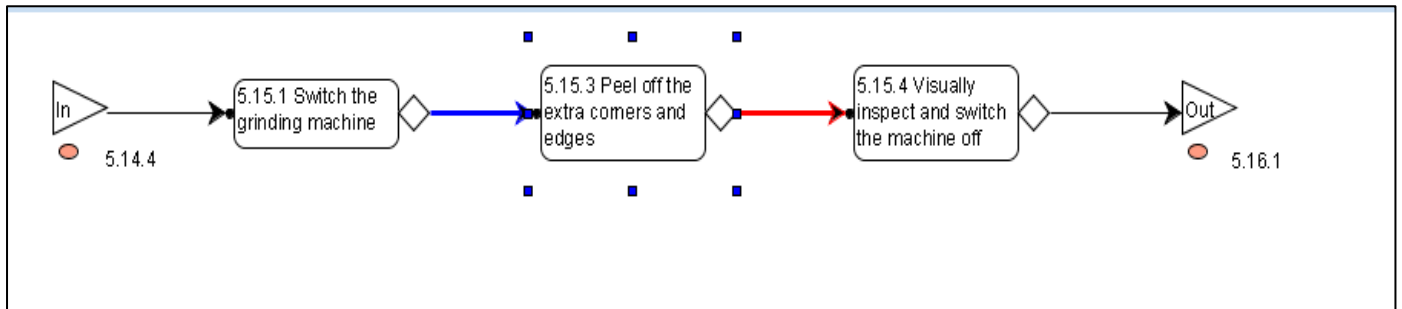 In
5.14.4
5.15.1 Switch the
grinding machine
5.15.3 Peel off the
extra corners and
edges
5.15.4 Visually
inspect and switch
the machine off
Out
5.16.1